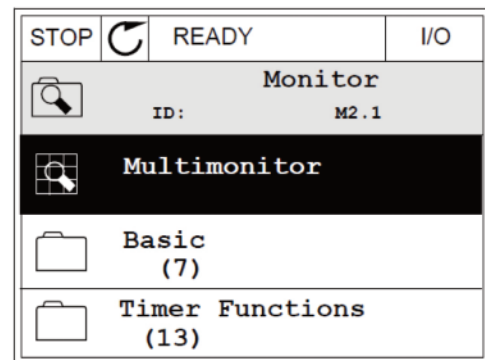 STOP READY I/O
Monitor
ID: M2.1
Multimonitor
Basic
(7)
Timer Functions
(13)